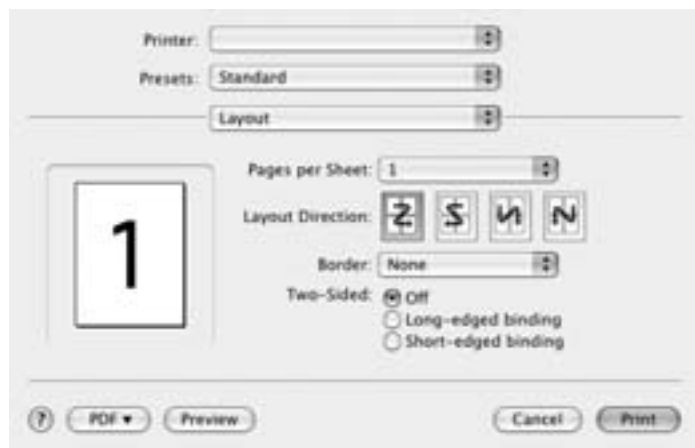 Printer:
Presets: Standard
Layout
Pages per Sheet: 1
1
Layout Direction:
Border: None
Two-Sided: Off
Long-edged binding
Short-edged binding
? PDF ▼ Preview Cancel Print